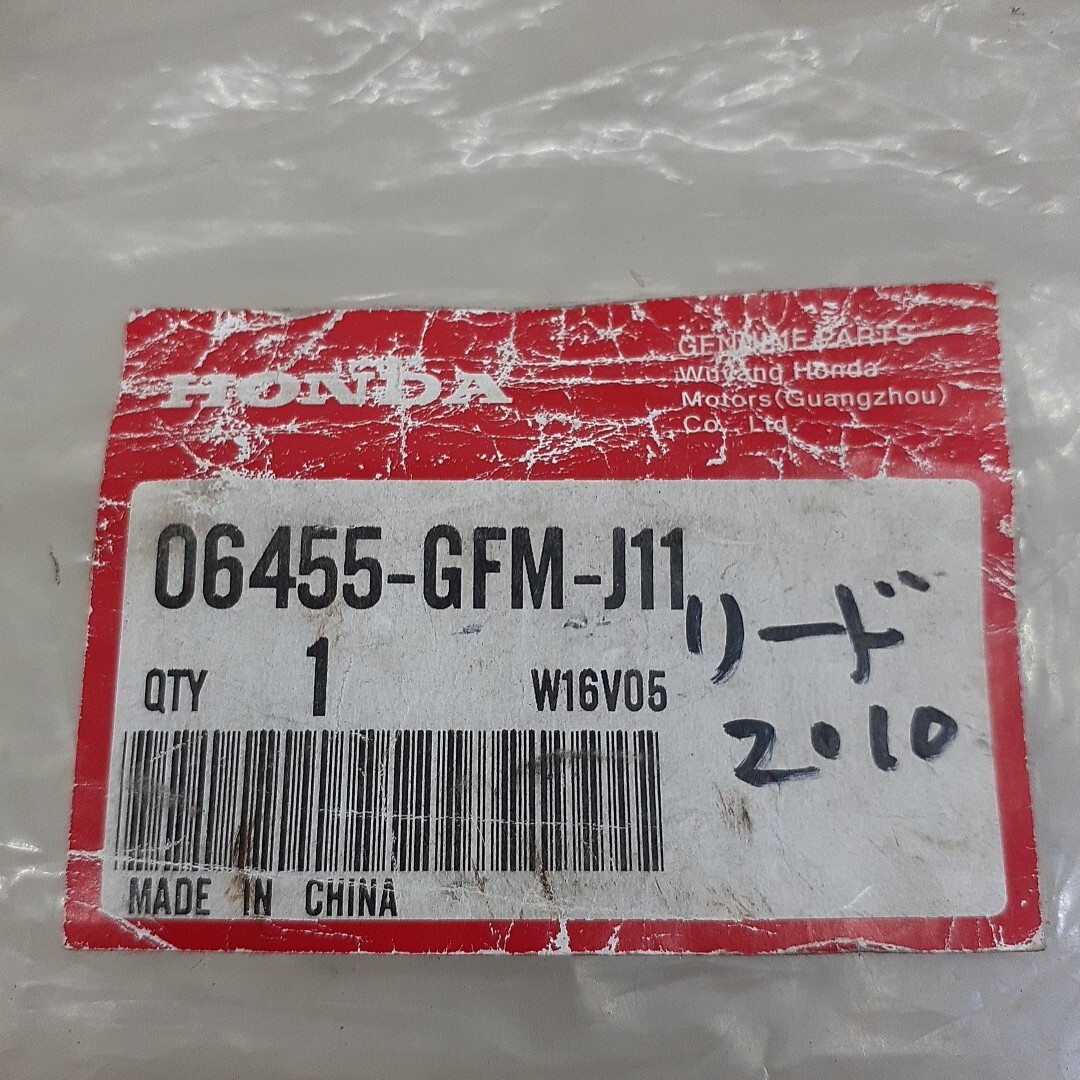 HONDA
GENUINE PARTS
Wuyang Honda
Motors(Guangzhou)
Co., Ltd
06455-GFM-J11
リード
2010
QTY 1 W16V05
MADE IN CHINA